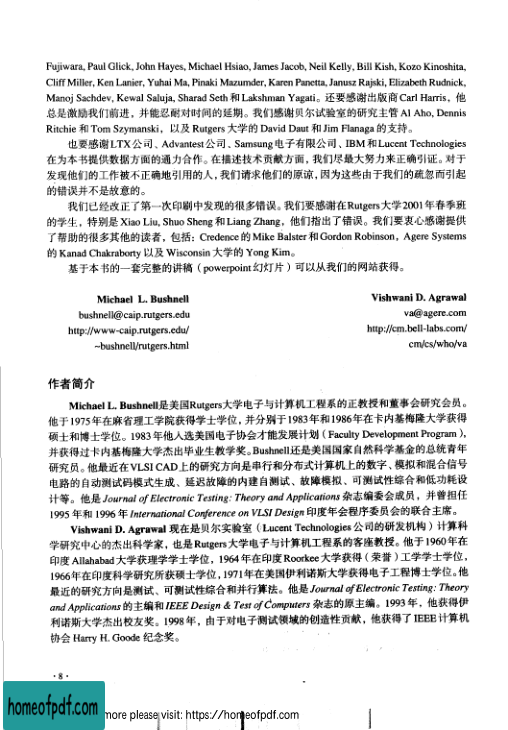 Fujiwara, Paul Glick, John Hayes, Michael Hsiao, James Jacob, Neil Kelly, Bill Kish, Kozo Kinoshita,
Cliff Miller, Ken Lanier, Yuhai Ma, Pinaki Mazumder, Karen Panetta, Janusz Rajski, Elizabeth Rudnick,
Manoj Sachdev, Kewal Saluja, Sharad Seth 和 Lakshman Yagati。还要感谢出版商 Carl Harris，他
总是激励我们前进，并能忍耐对时间的延期。我们感谢贝尔试验室的研究主管 Al Aho, Dennis
Ritchie 和 Tom Szymanski，以及 Rutgers 大学的 David Daut 和 Jim Flanaga 的支持。
也要感谢 LTX 公司、Advantest 公司、Samsung 电子有限公司、IBM 和 Lucent Technologies
在为本书提供数据方面的通力合作。在描述技术贡献方面，我们尽最大努力来正确引证。对于
发现他们的工作被不正确地引用的人，我们请求他们的原谅，因为这些由于我们的疏忽而引起
的错误并不是故意的。
我们已经改正了第一次印刷中发现的很多错误。我们要感谢在 Rutgers 大学 2001 年春季班
的学生，特别是 Xiao Liu, Shuo Sheng 和 Liang Zhang，他们指出了错误。我们要衷心感谢提供
了帮助的很多其他的读者，包括：Credence 的 Mike Balster 和 Gordon Robinson，Agere Systems
的 Kanad Chakraborty 以及 Wisconsin 大学的 Yong Kim。
基于本书的一套完整的讲稿（powerpoint 幻灯片）可以从我们的网站获得。
Michael L. Bushnell
bushnell@caip.rutgers.edu
http://www-caip.rutgers.edu/
~bushnell/rutgers.html
Vishwani D. Agrawal
va@agere.com
http://cm.bell-labs.com/
cm/cs/who/va
作者简介
Michael L. Bushnell 是美国 Rutgers 大学电子与计算机工程系的正教授和董事会研究会员。
他于 1975 年在麻省理工学院获得学士学位，并分别于 1983 年和 1986 年在卡内基梅隆大学获得
硕士和博士学位。1983 年他入选美国电子协会才能发展计划（Faculty Development Program），
并获得过卡内基梅隆大学杰出毕业生教学奖。Bushnell 还是美国国家自然科学基金的总统青年
研究员。他最近在 VLSI CAD 上的研究方向是串行和分布式计算机上的数字、模拟和混合信号
电路的自动测试码模式生成、延迟故障的内建自测试、故障模拟、可测试性综合和低功耗设
计等。他是 Journal of Electronic Testing: Theory and Applications 杂志编委会成员，并曾担任
1995 年和 1996 年 International Conference on VLSI Design 印度年会程序委员会的联合主席。
Vishwani D. Agrawal 现在是贝尔实验室（Lucent Technologies 公司的研发机构）计算科
学研究中心的杰出科学家，也是 Rutgers 大学电子与计算机工程系的客座教授。他于 1960 年在
印度 Allahabad 大学获理学学士学位，1964 年在印度 Roorkee 大学获得（荣誉）工学学士学位，
1966 年在印度科学研究所获硕士学位，1971 年在美国伊利诺斯大学获得电子工程博士学位。他
最近的研究方向是测试、可测试性综合和并行算法。他是 Journal of Electronic Testing: Theory
and Applications 的主编和 IEEE Design & Test of Computers 杂志的原主编。1993 年，他获得伊
利诺斯大学杰出校友奖。1998 年，由于对电子测试领域的创造性贡献，他获得了 IEEE 计算机
协会 Harry H. Goode 纪念奖。
· 8 ·
homeofpdf.com
more please visit: https://homeofpdf.com